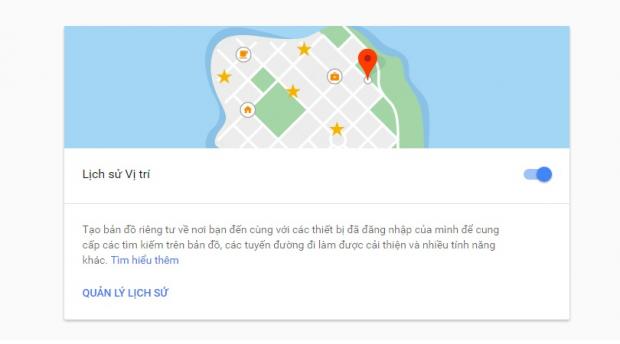 Lịch sử Vị trí
Tạo bản đồ riêng tư về nơi bạn đến cùng với các thiết bị đã đăng nhập của mình để cung
cấp các tìm kiếm trên bản đồ, các tuyến đường đi làm được cải thiện và nhiều tính năng
khác. Tìm hiểu thêm
QUẢN LÝ LỊCH SỬ